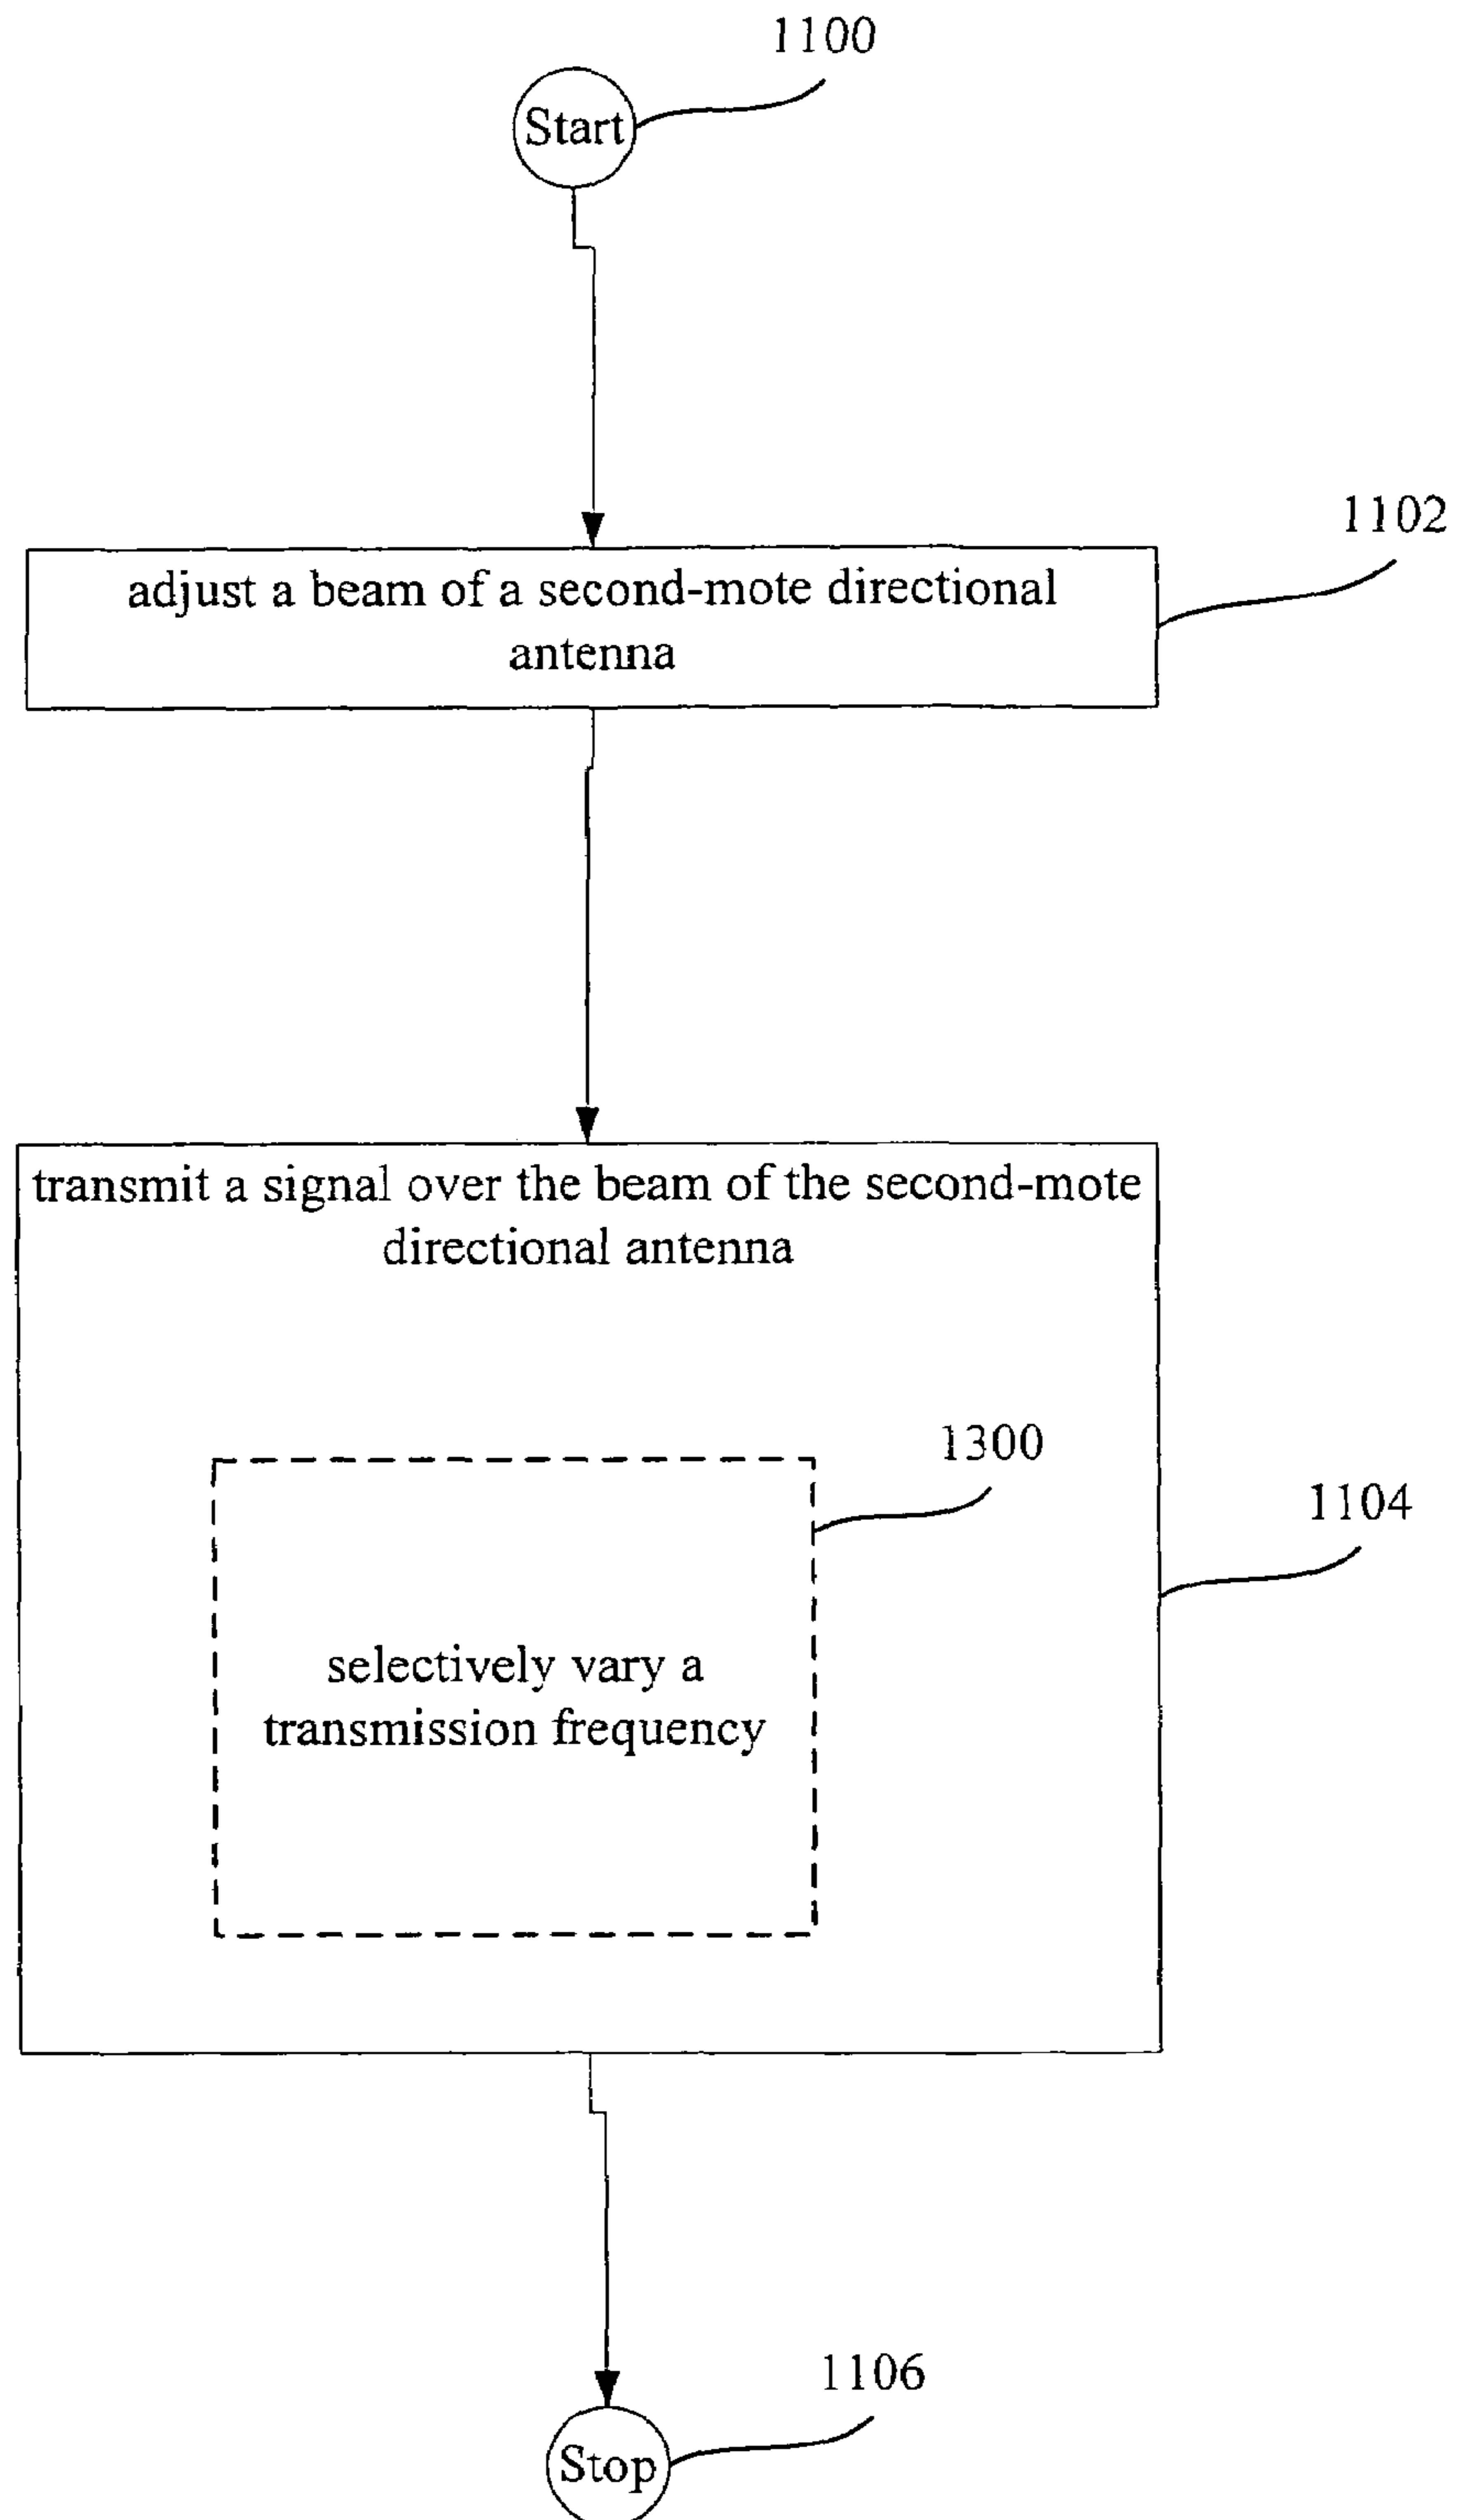 1100
Start
1102
adjust a beam of a second-mote directional
antenna
transmit a signal over the beam of the second-mote
directional antenna
1300
1104
selectively vary a
transmission frequency
1106
Stop